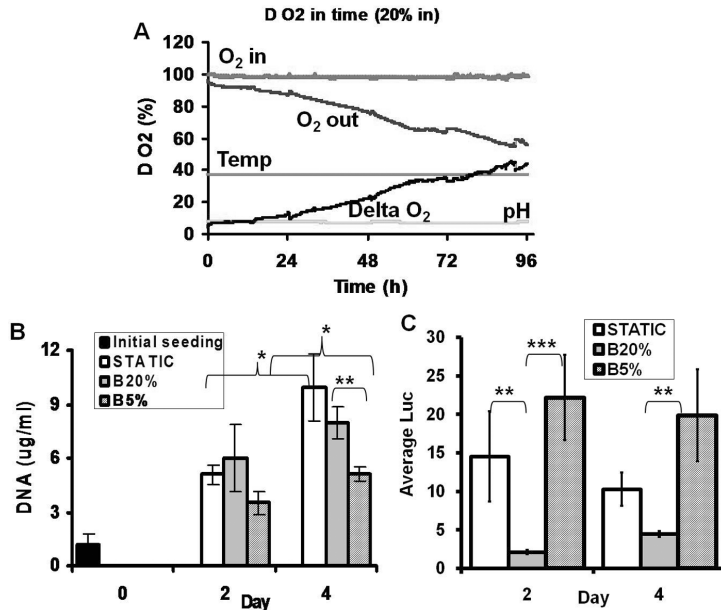 D O2 in time (20% in)
A
D O2 (%)
120
100
80
60
40
20
0
O2 in
O2 out
Temp
Delta O2
pH
0 24 48 72 96
Time (h)
B
DNA (ug/ml)
12
9
6
3
0
Initial seeding
STATIC
B20%
B5%
* * **
0 2 4
Day
C
Average Luc
30
25
20
15
10
5
0
STATIC
B20%
B5%
** *** **
2 4
Day